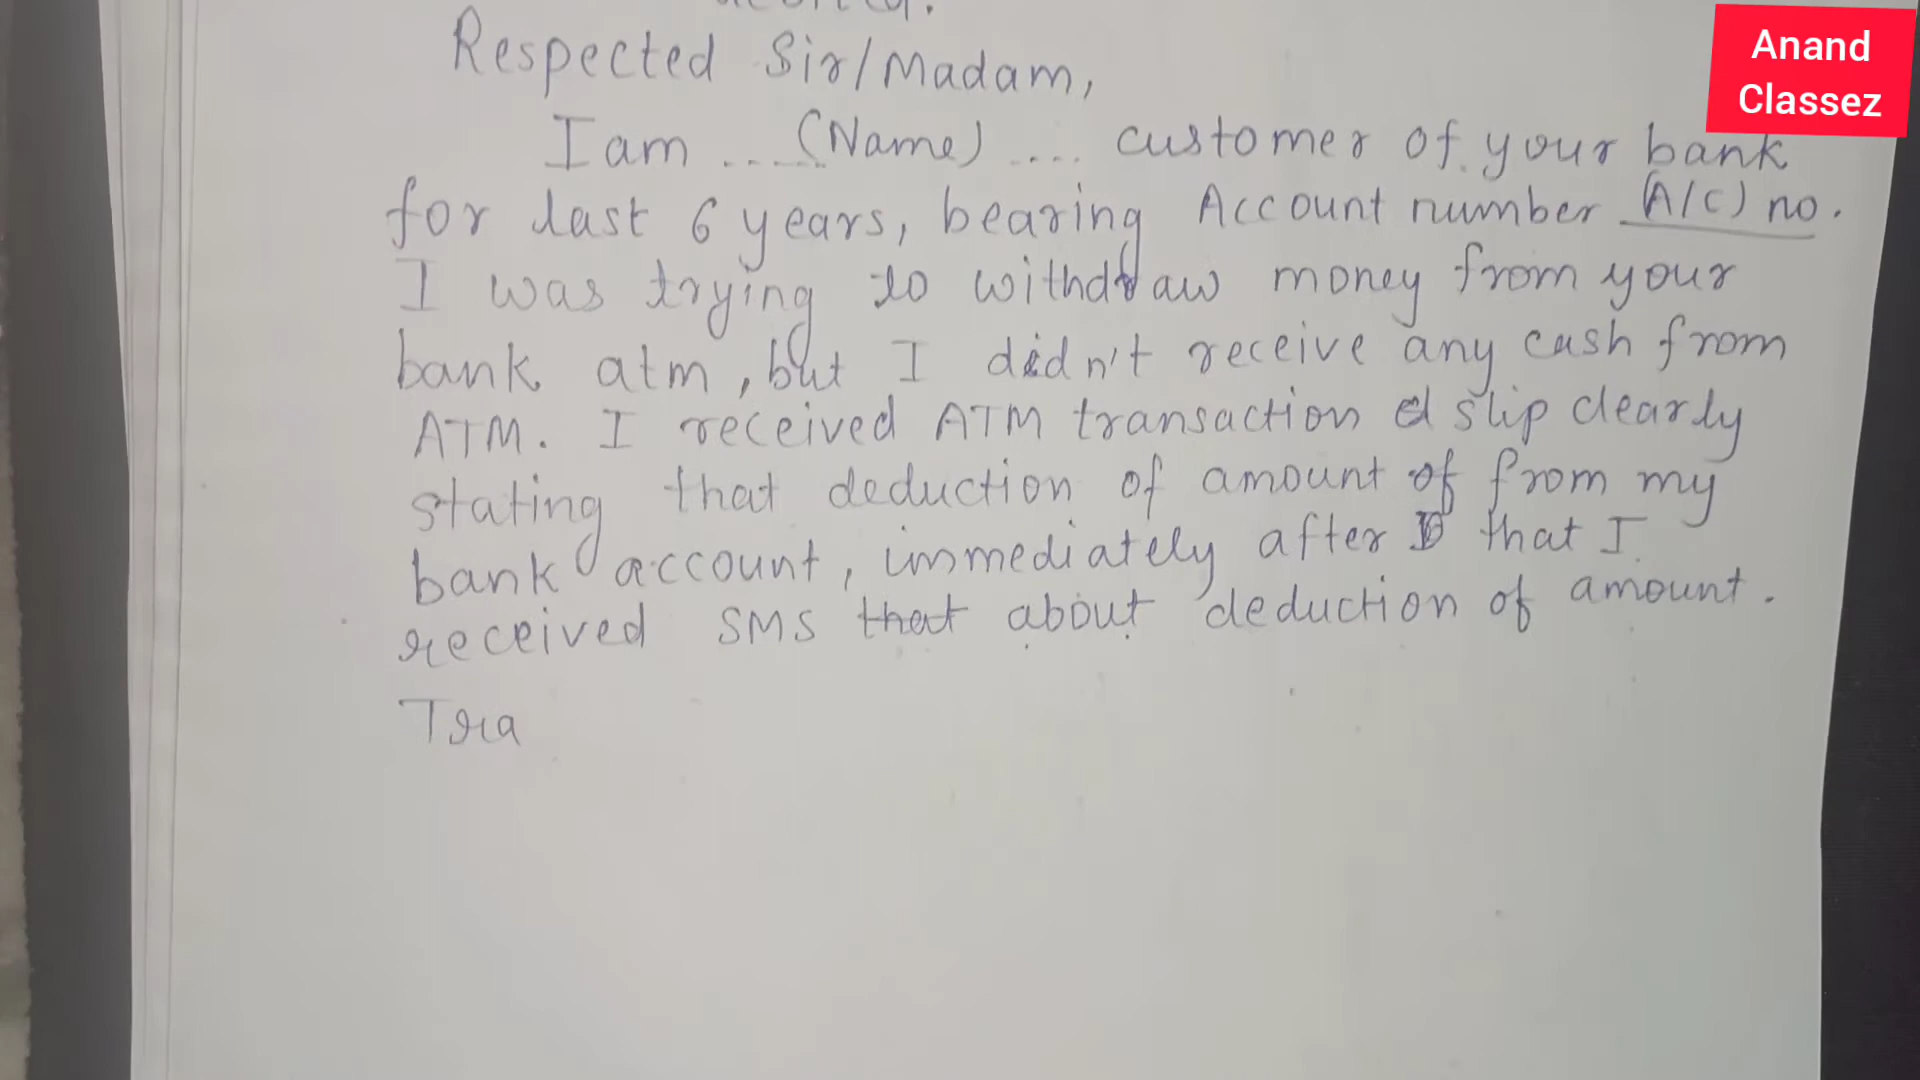 Respected Sir/Madam,
Anand
Classez
I am ..... (Name) .... customer of your bank
for last 6 years, bearing Account number (A/C) no.
I was trying to withdraw money from your
bank atm, but I didn't receive any cash from
ATM. I received ATM transaction slip clearly
stating that deduction of amount of from my
bank account, immediately after that I
received SMS that about deduction of amount.
Tra